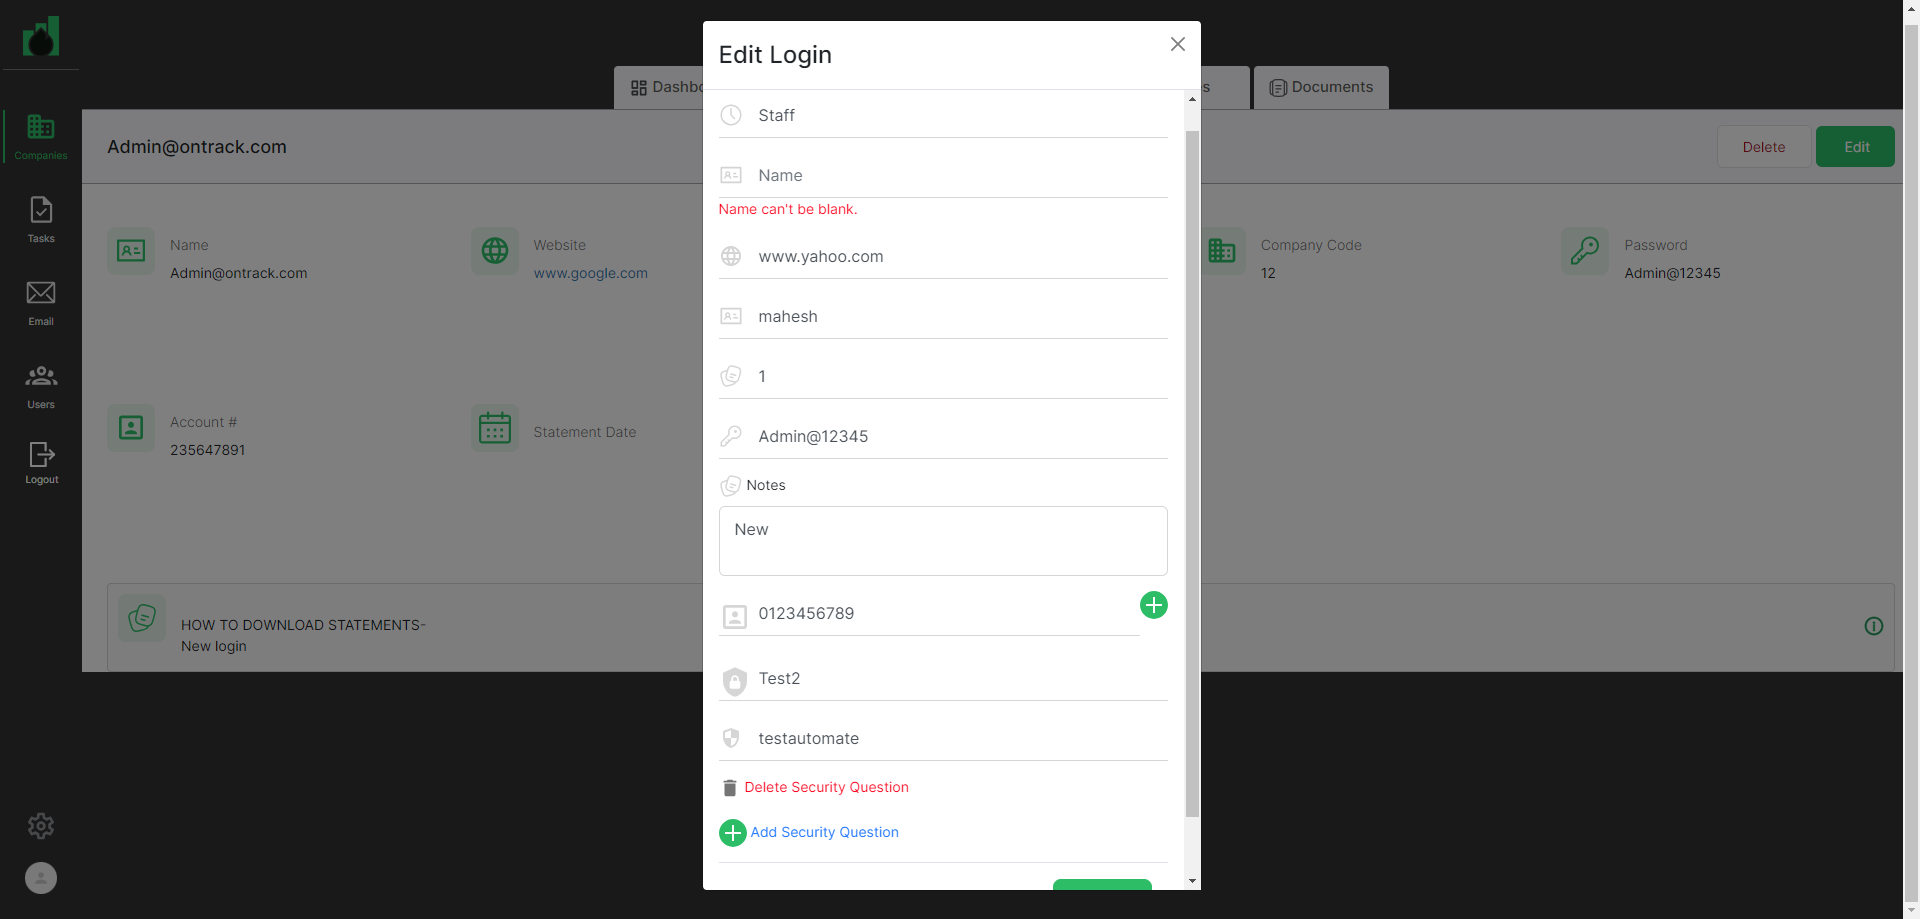 Edit Login
Dashbo
s
Documents
Companies
Admin@ontrack.com
Delete
Edit
Staff
Name
Name can't be blank.
www.yahoo.com
mahesh
1
Admin@12345
Notes
New
0123456789
Test2
testautomate
Delete Security Question
Add Security Question
Tasks
Email
Users
Logout
Name
Admin@ontrack.com
Website
www.google.com
Company Code
12
Password
Admin@12345
Account #
235647891
Statement Date
HOW TO DOWNLOAD STATEMENTS-
New login